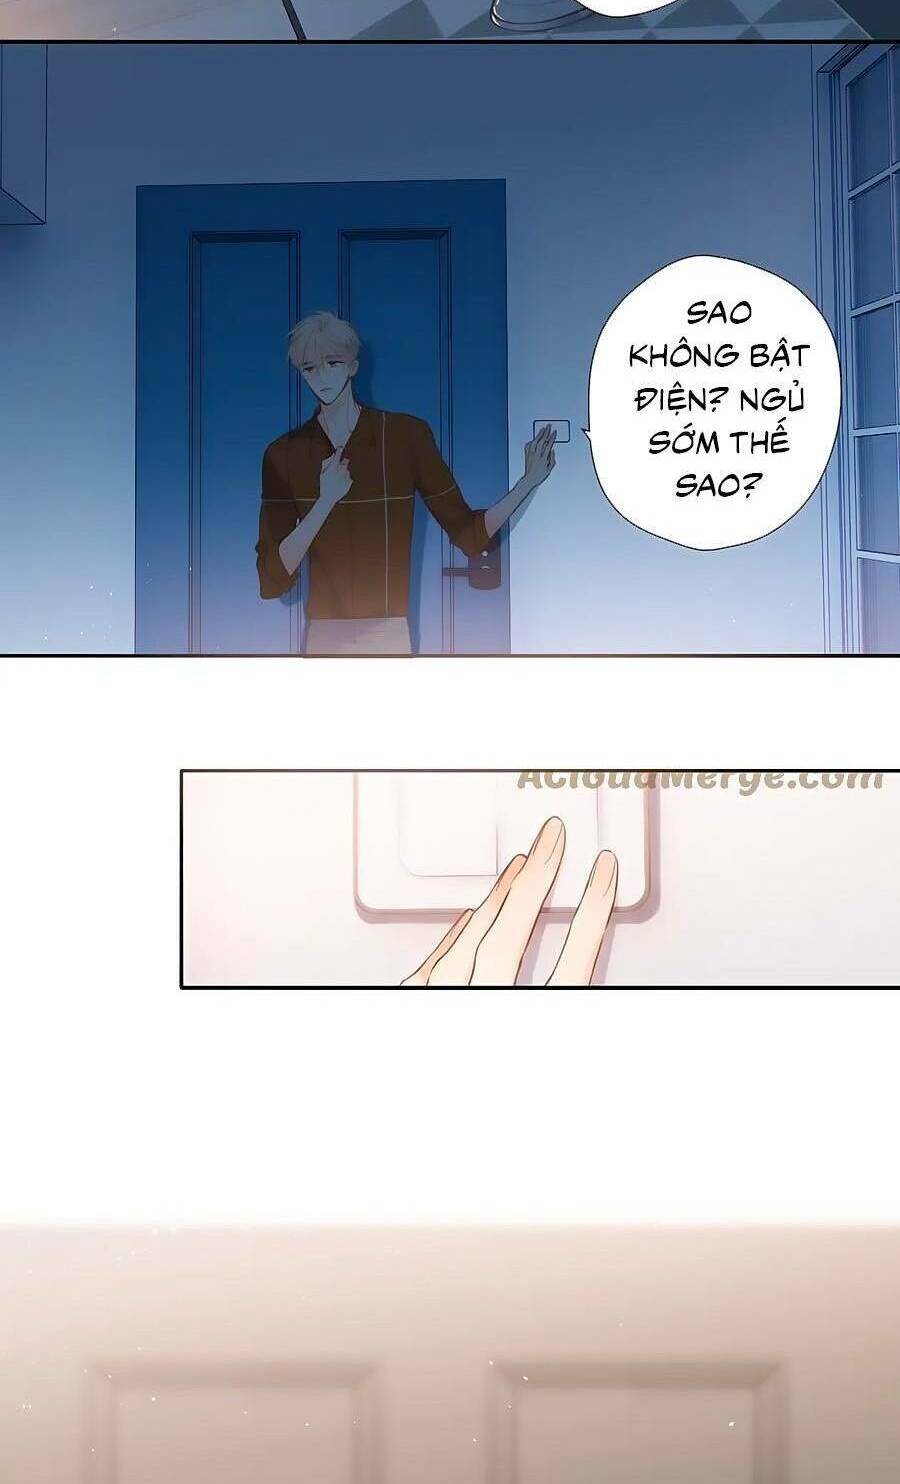 SAO
KHÔNG BẬT
ĐIỆN? NGỦ
SỚM THẾ
SAO?
ACloudMerge.com